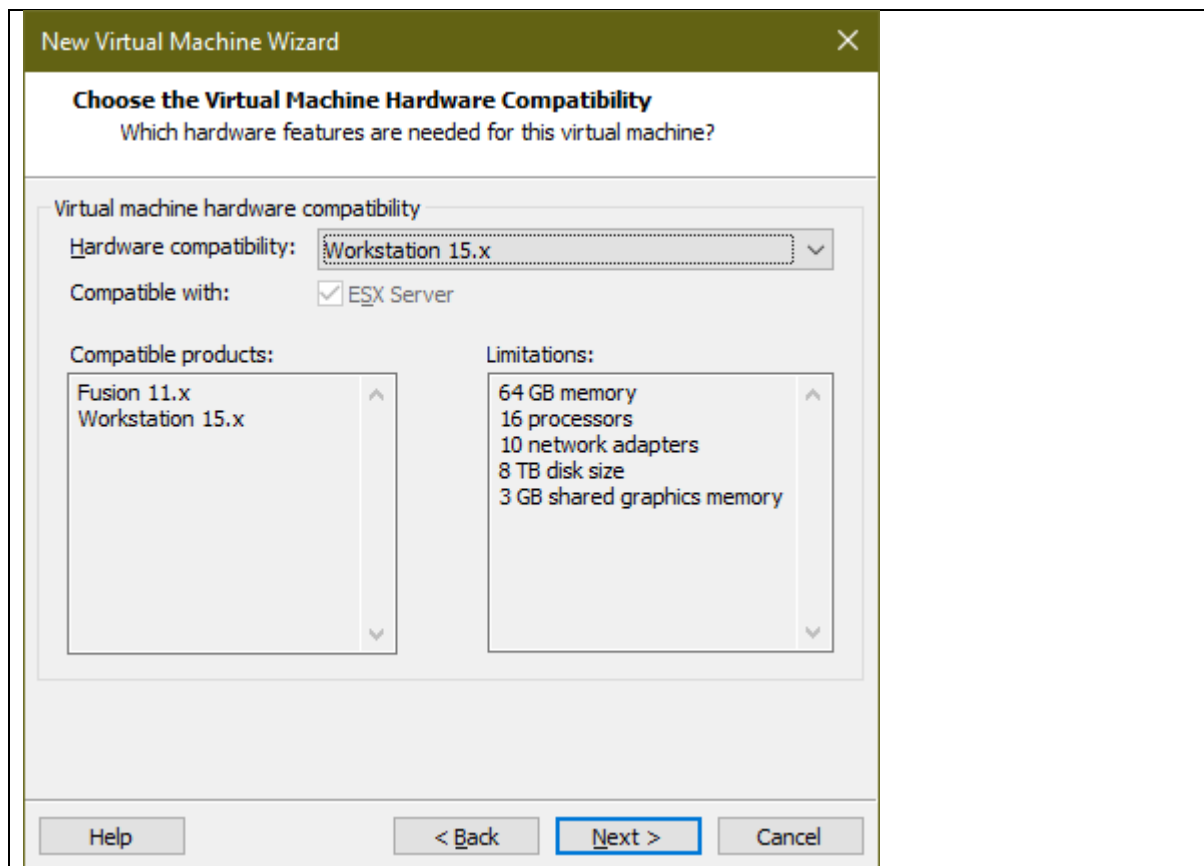 New Virtual Machine Wizard
Choose the Virtual Machine Hardware Compatibility
Which hardware features are needed for this virtual machine?
Virtual machine hardware compatibility
Hardware compatibility:
Workstation 15.x
Compatible with:
ESX Server
Compatible products:
Fusion 11.x
Workstation 15.x
Limitations:
64 GB memory
16 processors
10 network adapters
8 TB disk size
3 GB shared graphics memory
Help
< Back
Next >
Cancel